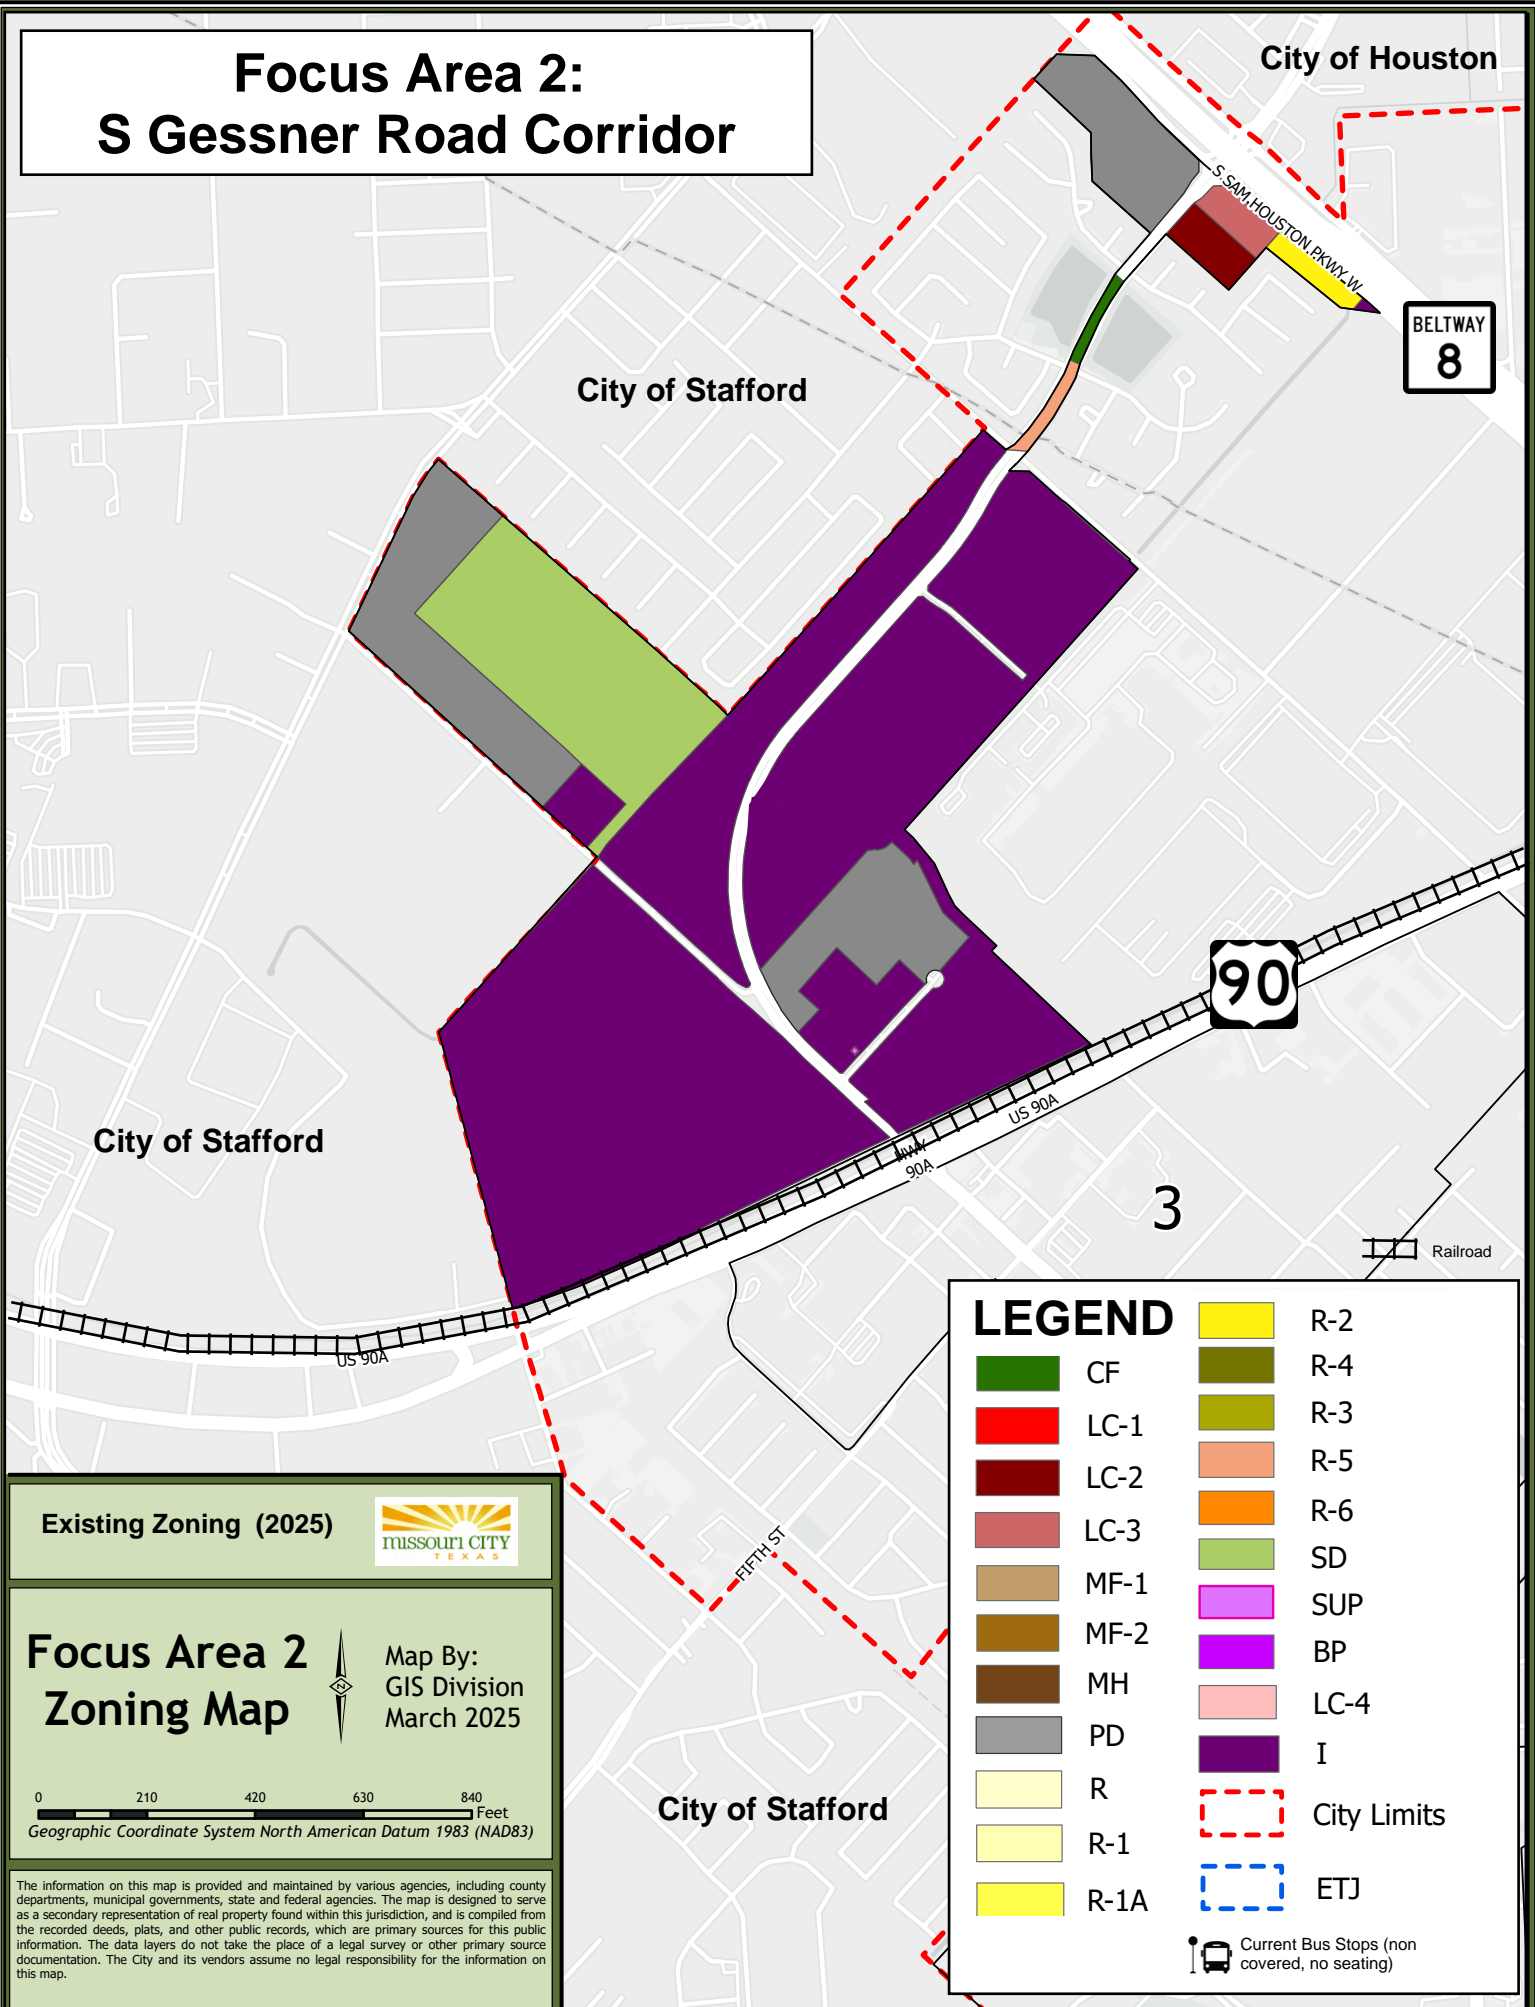 Focus Area 2:
S Gessner Road Corridor
City of Houston
S.SAM,HOUSTON,PKWY,W
BELTWAY
8
City of Stafford
90
US 90A
HWY
90A
City of Stafford
3
Railroad
US 90A
FIFTH ST
City of Stafford
LEGEND
CF
LC-1
LC-2
LC-3
MF-1
MF-2
MH
PD
R
R-1
R-1A
R-2
R-4
R-3
R-5
R-6
SD
SUP
BP
LC-4
I
City Limits
ETJ
Current Bus Stops (non
covered, no seating)
Existing Zoning (2025)
missouri CITY
TEXAS
Focus Area 2
Zoning Map
N
Map By:
GIS Division
March 2025
0 210 420 630 840
Feet
Geographic Coordinate System North American Datum 1983 (NAD83)
The information on this map is provided and maintained by various agencies, including county
departments, municipal governments, state and federal agencies. The map is designed to serve
as a secondary representation of real property found within this jurisdiction, and is compiled from
the recorded deeds, plats, and other public records, which are primary sources for this public
information. The data layers do not take the place of a legal survey or other primary source
documentation. The City and its vendors assume no legal responsibility for the information on
this map.